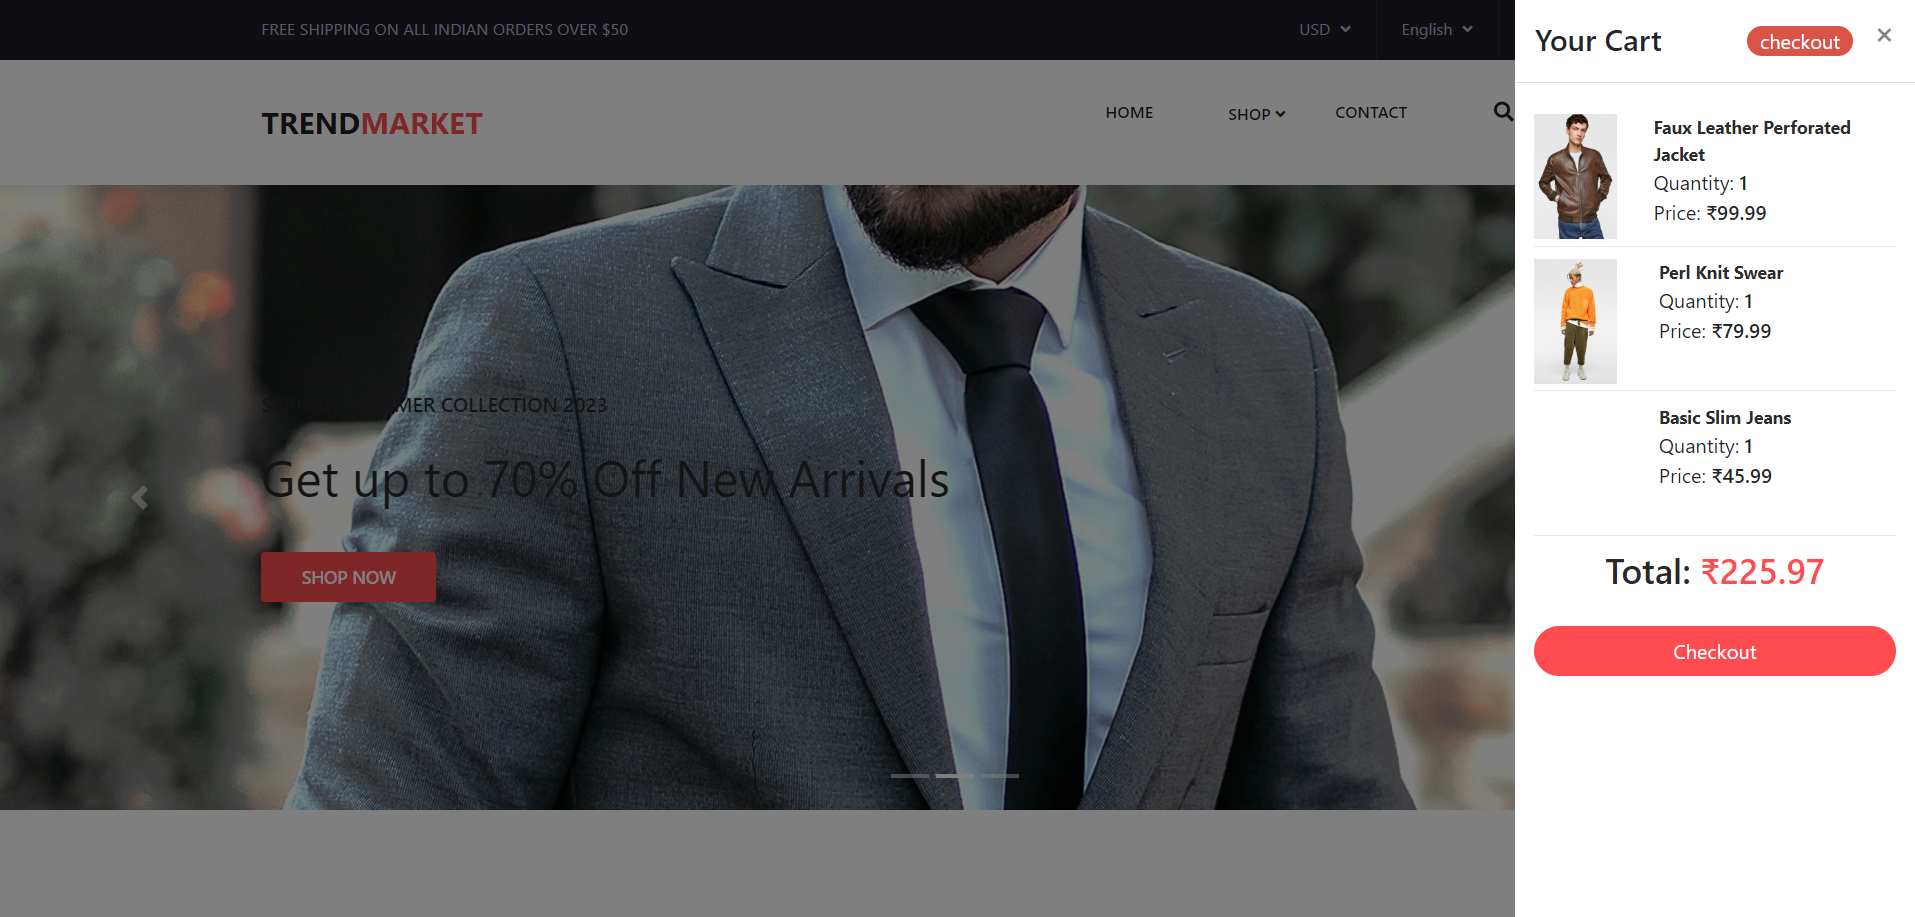 FREE SHIPPING ON ALL INDIAN ORDERS OVER $50
USD
English
TRENDMARKET
HOME
SHOP
CONTACT
MER COLLECTION 2023
Get up to 70% Off New Arrivals
SHOP NOW
Your Cart
checkout
Faux Leather Perforated
Jacket
Quantity: 1
Price: ₹99.99
Perl Knit Swear
Quantity: 1
Price: ₹79.99
Basic Slim Jeans
Quantity: 1
Price: ₹45.99
Total: ₹225.97
Checkout